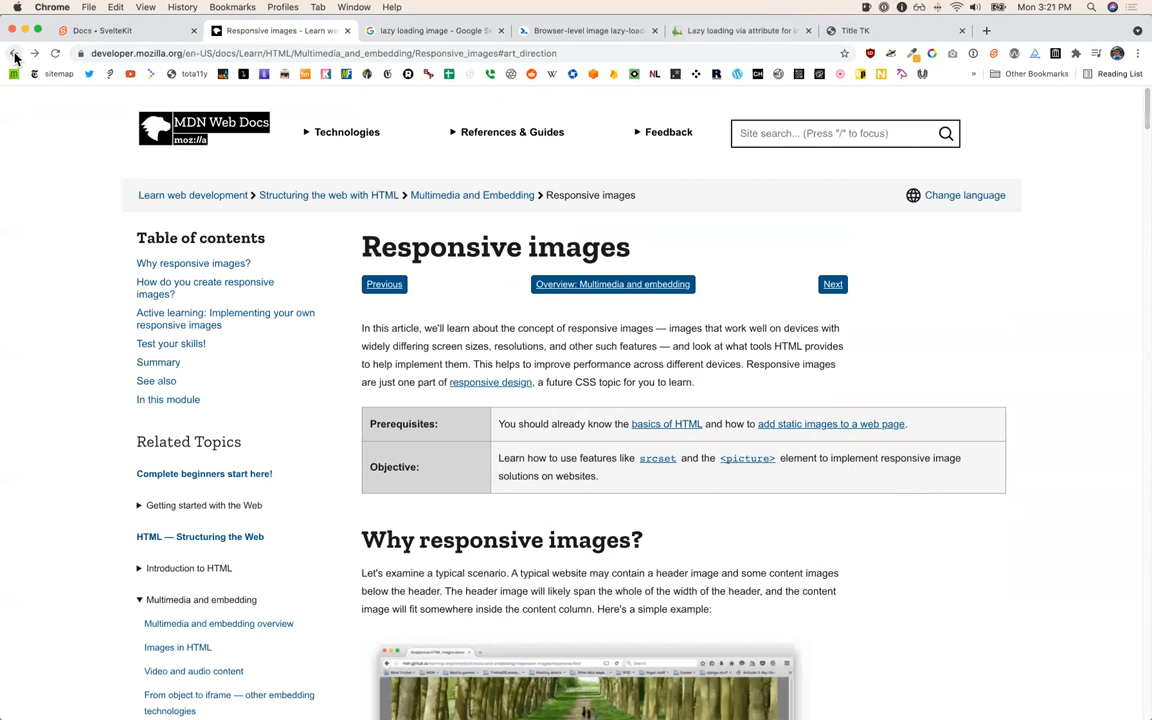 Chrome File Edit View History Bookmarks Profiles Tab Window Help Mon 3:21 PM
Docs • SvelteKit Responsive images - Learn we lazy loading image - Google S Browser-level image lazy-load Lazy loading via attribute for i Title TK
developer.mozilla.org/en-US/docs/Learn/HTML/Multimedia_and_embedding/Responsive_images#art_direction
sitemap tota11y Other Bookmarks Reading List
MDN Web Docs
moz://a
Technologies References & Guides Feedback Site search... (Press "/" to focus)
Learn web development Structuring the web with HTML Multimedia and Embedding Responsive images Change language
Table of contents
Why responsive images?
How do you create responsive
images?
Active learning: Implementing your own
responsive images
Test your skills!
Summary
See also
In this module
Related Topics
Complete beginners start here!
Getting started with the Web
HTML — Structuring the Web
Introduction to HTML
Multimedia and embedding
Multimedia and embedding overview
Images in HTML
Video and audio content
From object to iframe — other embedding
technologies
Responsive images
Previous Overview: Multimedia and embedding Next
In this article, we'll learn about the concept of responsive images — images that work well on devices with
widely differing screen sizes, resolutions, and other such features — and look at what tools HTML provides
to help implement them. This helps to improve performance across different devices. Responsive images
are just one part of responsive design, a future CSS topic for you to learn.
Prerequisites: You should already know the basics of HTML and how to add static images to a web page.
Objective: Learn how to use features like srcset and the <picture> element to implement responsive image
solutions on websites.
Why responsive images?
Let's examine a typical scenario. A typical website may contain a header image and some content images
below the header. The header image will likely span the whole of the width of the header, and the content
image will fit somewhere inside the content column. Here's a simple example: